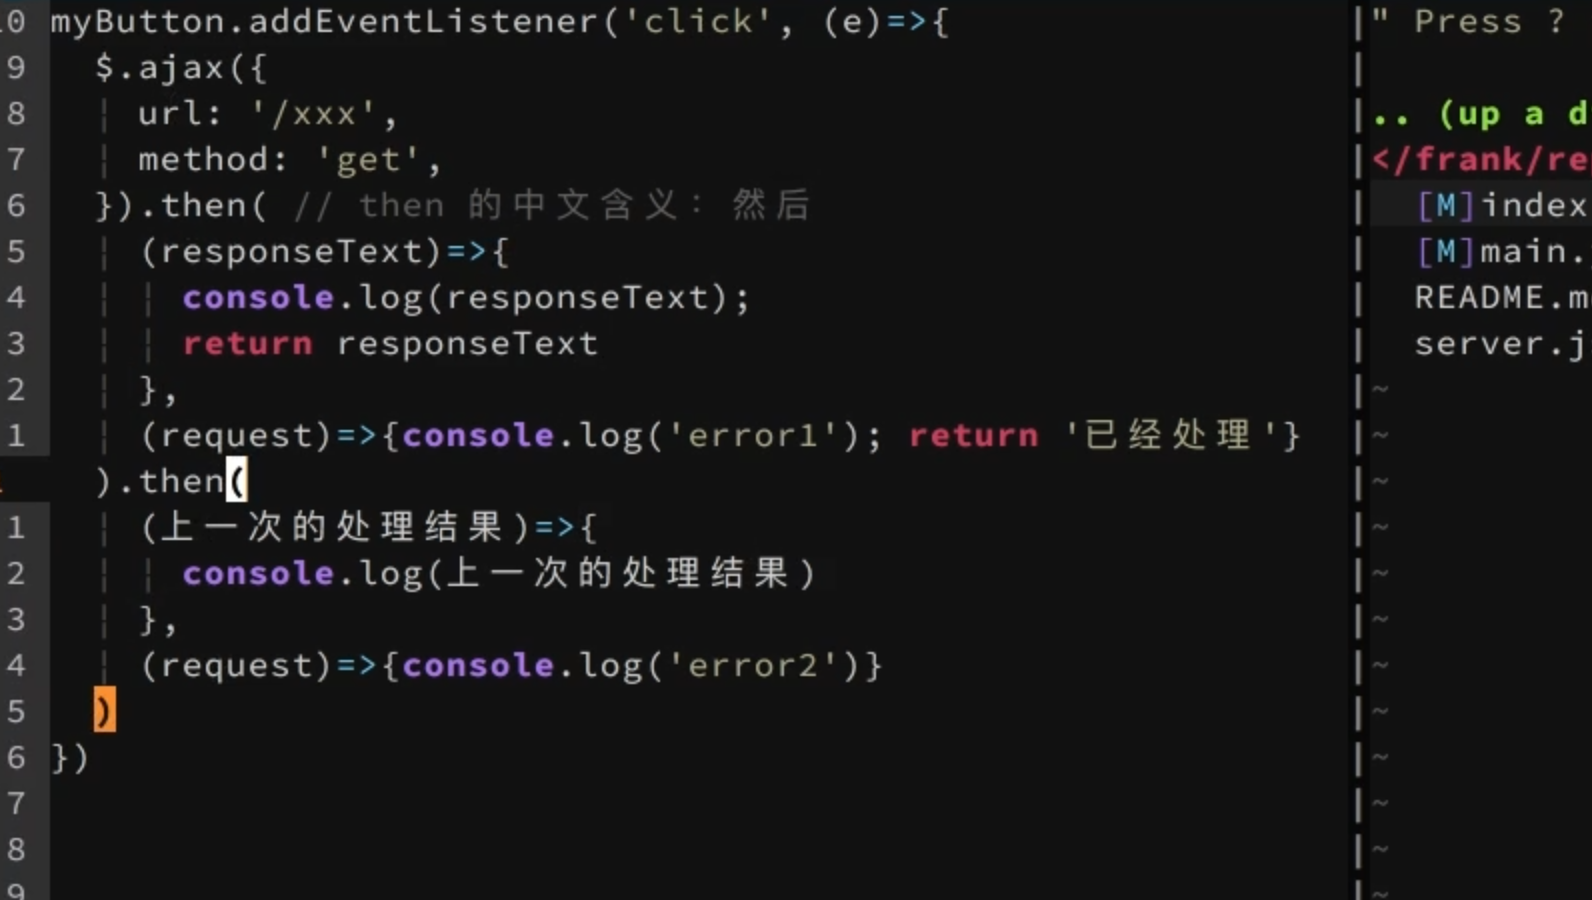 0 myButton.addEventListener('click', (e)=>{
9 $.ajax({
8 url: '/xxx',
7 method: 'get',
6 }).then( // then 的中文含义：然后
5 (responseText)=>{
4 console.log(responseText);
3 return responseText
2 },
1 (request)=>{console.log('error1'); return '已经处理'}
).then(
1 (上一次的处理结果)=>{
2 console.log(上一次的处理结果)
3 },
4 (request)=>{console.log('error2')}
5 )
6 })
7
8
9
" Press ?
.. (up a d
</frank/re
[M]index
[M]main.
README.m
server.j
~
~
~
~
~
~
~
~
~
~
~
~